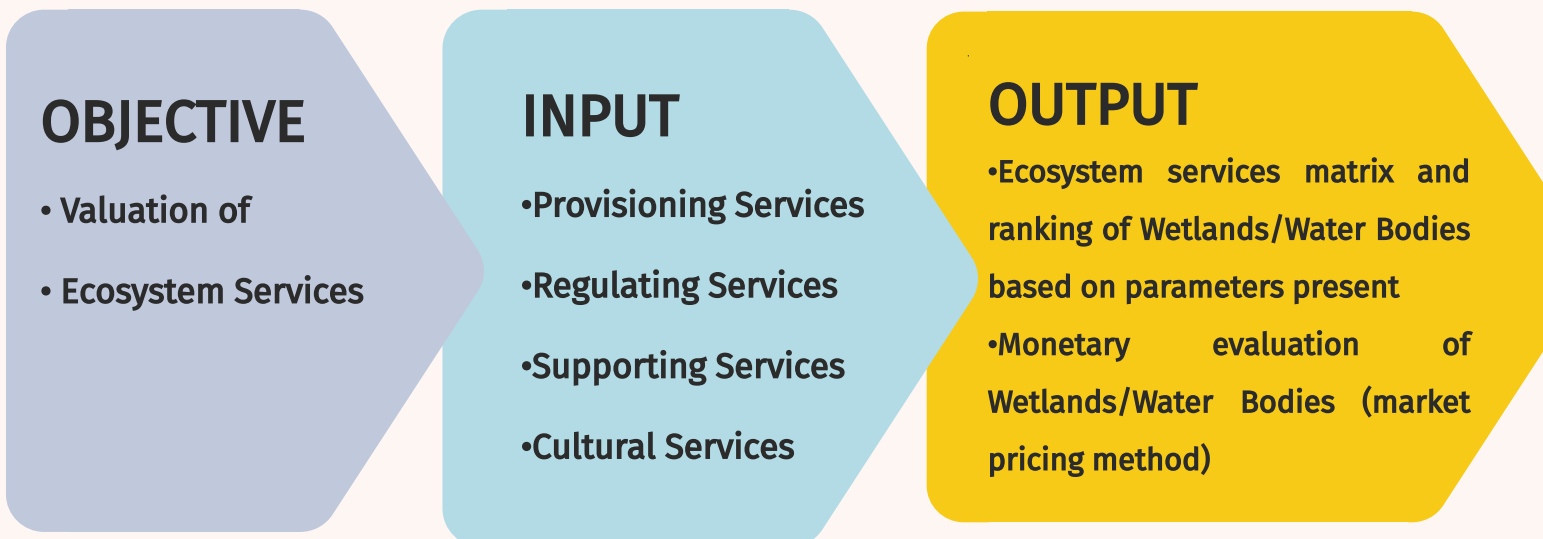 OBJECTIVE
• Valuation of
• Ecosystem Services
INPUT
•Provisioning Services
•Regulating Services
•Supporting Services
•Cultural Services
OUTPUT
•Ecosystem services matrix and
ranking of Wetlands/Water Bodies
based on parameters present
•Monetary evaluation of
Wetlands/Water Bodies (market
pricing method)